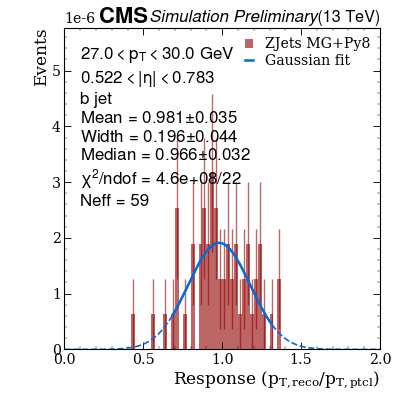 1e-6 CMS Simulation Preliminary (13 TeV)
Events
27.0 < p_T < 30.0 GeV
0.522 < |η| < 0.783
b jet
Mean = 0.981±0.035
Width = 0.196±0.044
Median = 0.966±0.032
χ²/ndof = 4.6e+08/22
Neff = 59
ZJets MG+Py8
Gaussian fit
5
4
3
2
1
0
0.0 0.5 1.0 1.5 2.0
Response (p_T,reco/p_T,ptcl)